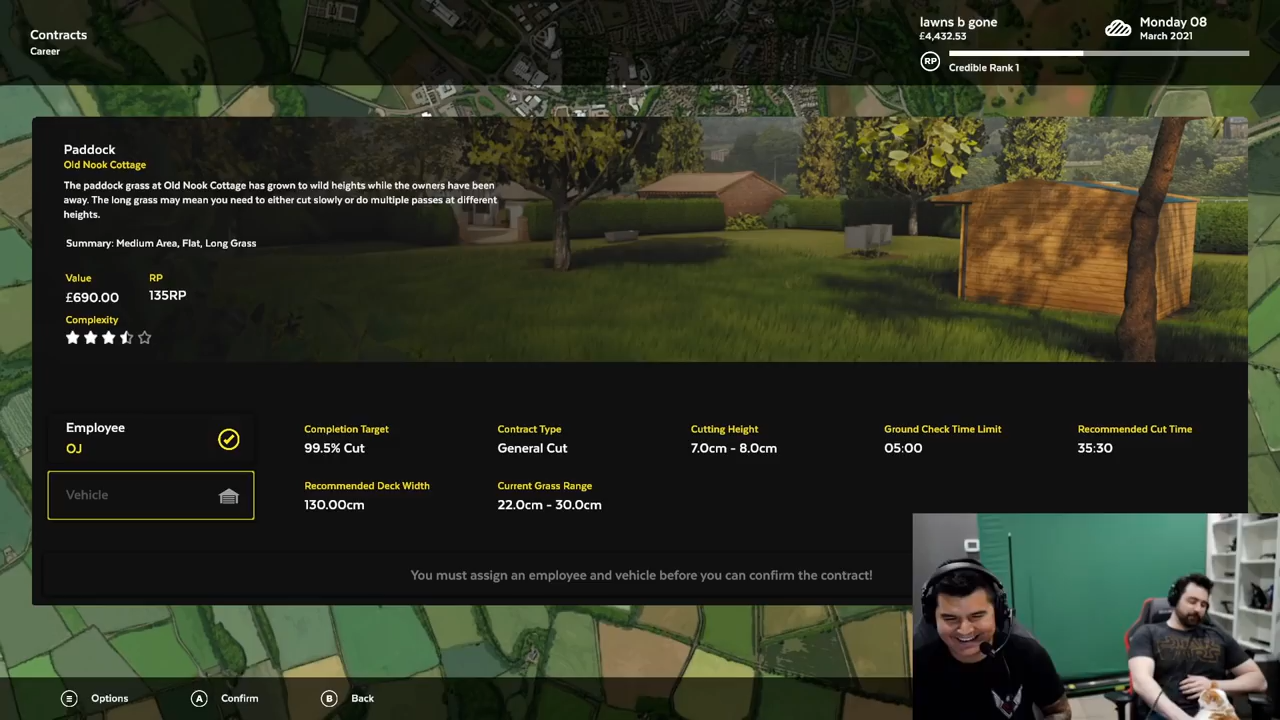 Contracts
Career
lawns b gone
£4,432.53
Monday 08
March 2021
RP
Credible Rank 1
Paddock
Old Nook Cottage
The paddock grass at Old Nook Cottage has grown to wild heights while the owners have been
away. The long grass may mean you need to either cut slowly or do multiple passes at different
heights.
Summary: Medium Area, Flat, Long Grass
Value
RP
£690.00
135RP
Complexity
Employee
OJ
Vehicle
Completion Target
99.5% Cut
Contract Type
General Cut
Cutting Height
7.0cm - 8.0cm
Ground Check Time Limit
05:00
Recommended Cut Time
35:30
Recommended Deck Width
130.00cm
Current Grass Range
22.0cm - 30.0cm
You must assign an employee and vehicle before you can confirm the contract!
Options
A Confirm
B Back